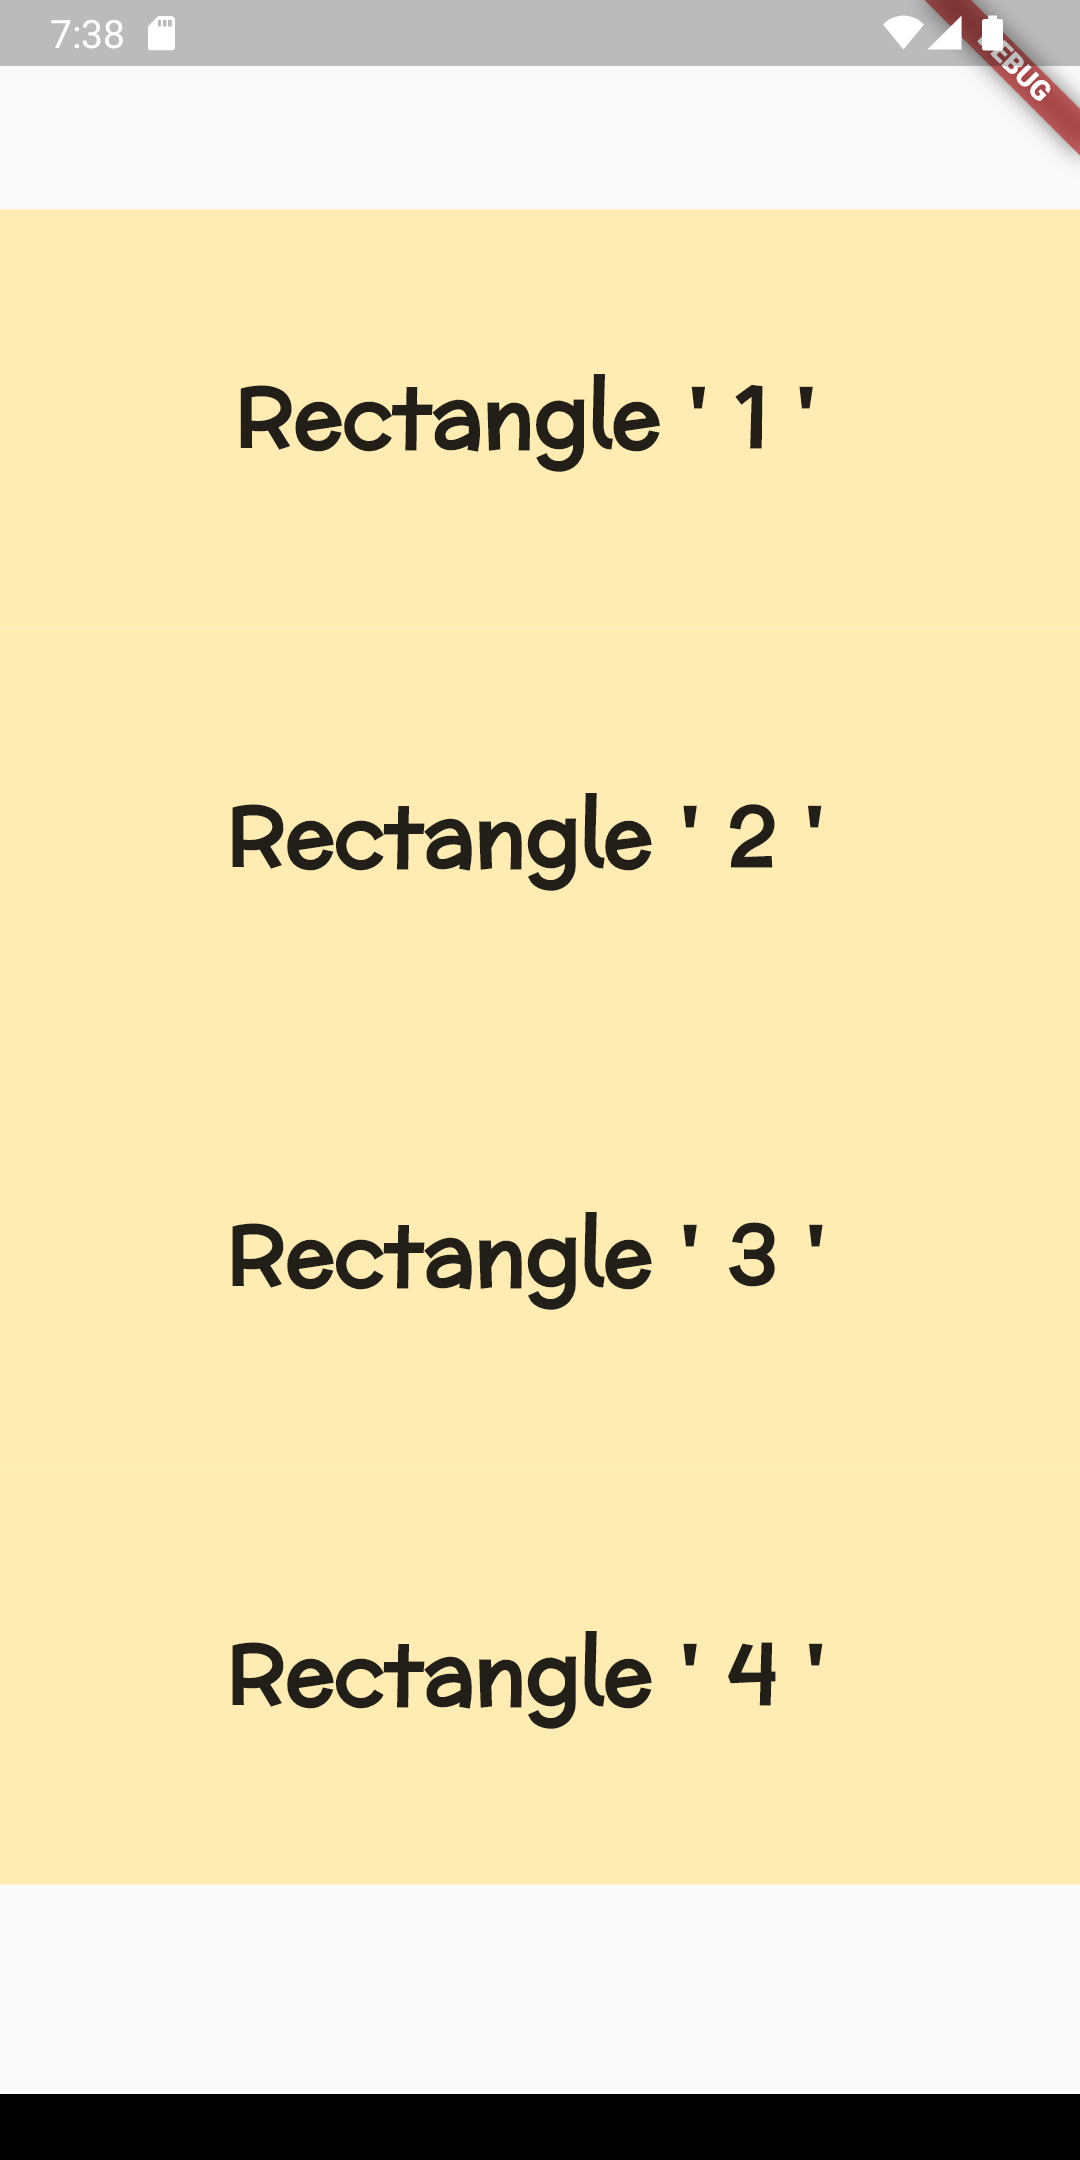 7:38
DEBUG
Rectangle ' 1 '
Rectangle ' 2 '
Rectangle ' 3 '
Rectangle ' 4 '